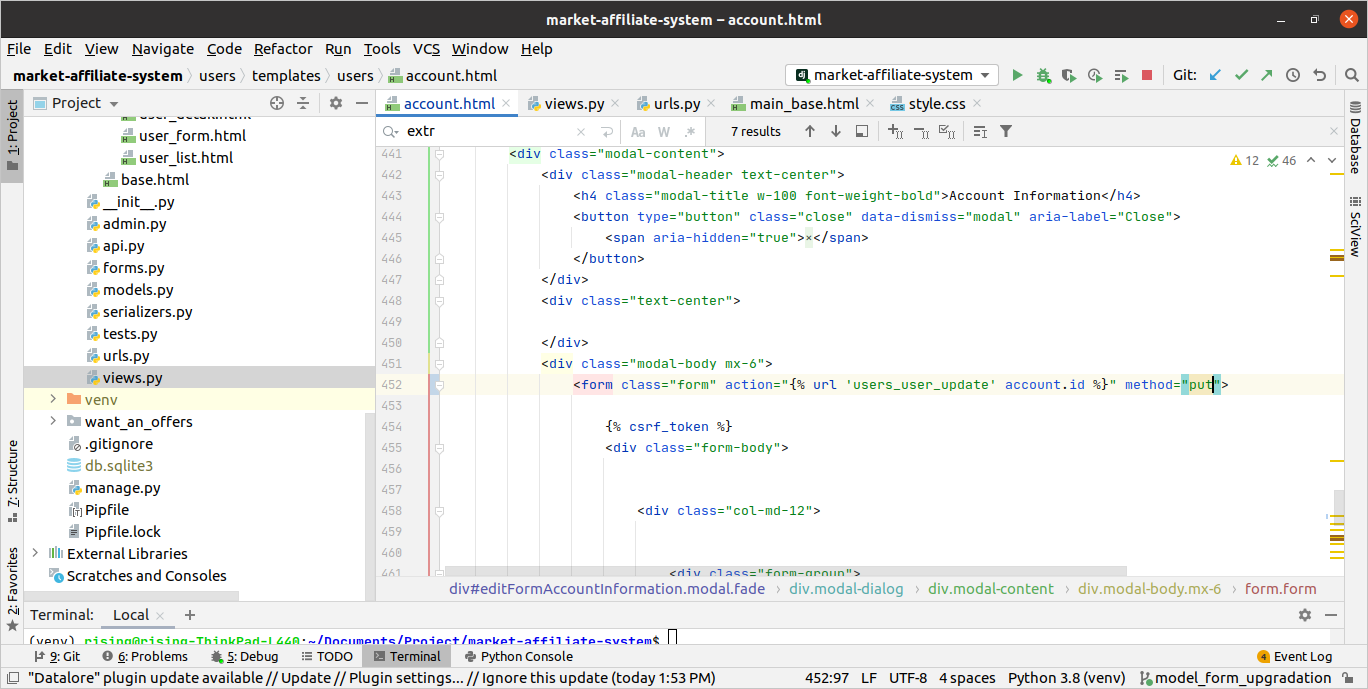 market-affiliate-system – account.html
File Edit View Navigate Code Refactor Run Tools VCS Window Help
market-affiliate-system users templates users account.html market-affiliate-system Git:
1: Project
7: Structure
2: Favorites
Project
user_detail.html
user_form.html
user_list.html
base.html
__init__.py
admin.py
api.py
forms.py
models.py
serializers.py
tests.py
urls.py
views.py
venv
want_an_offers
.gitignore
db.sqlite3
manage.py
Pipfile
Pipfile.lock
External Libraries
Scratches and Consoles
account.html views.py urls.py main_base.html style.css
extr Aa W .* 7 results
12 46
441 <div class="modal-content">
442 <div class="modal-header text-center">
443 <h4 class="modal-title w-100 font-weight-bold">Account Information</h4>
444 <button type="button" class="close" data-dismiss="modal" aria-label="Close">
445 <span aria-hidden="true">×</span>
446 </button>
447 </div>
448 <div class="text-center">
449
450 </div>
451 <div class="modal-body mx-6">
452 <form class="form" action="{% url 'users_user_update' account.id %}" method="put">
453
454 {% csrf_token %}
455 <div class="form-body">
456
457
458 <div class="col-md-12">
459
460
461 <div class="form-group">
div#editFormAccountInformation.modal.fade div.modal-dialog div.modal-content div.modal-body.mx-6 form.form
Database
SciView
Terminal: Local
(venv) rising@rising-ThinkPad-L440:~/Documents/Project/market-affiliate-system$
9: Git 6: Problems 5: Debug TODO Terminal Python Console 4 Event Log
"Datalore" plugin update available // Update // Plugin settings... // Ignore this update (today 1:53 PM) 452:97 LF UTF-8 4 spaces Python 3.8 (venv) model_form_upgradation